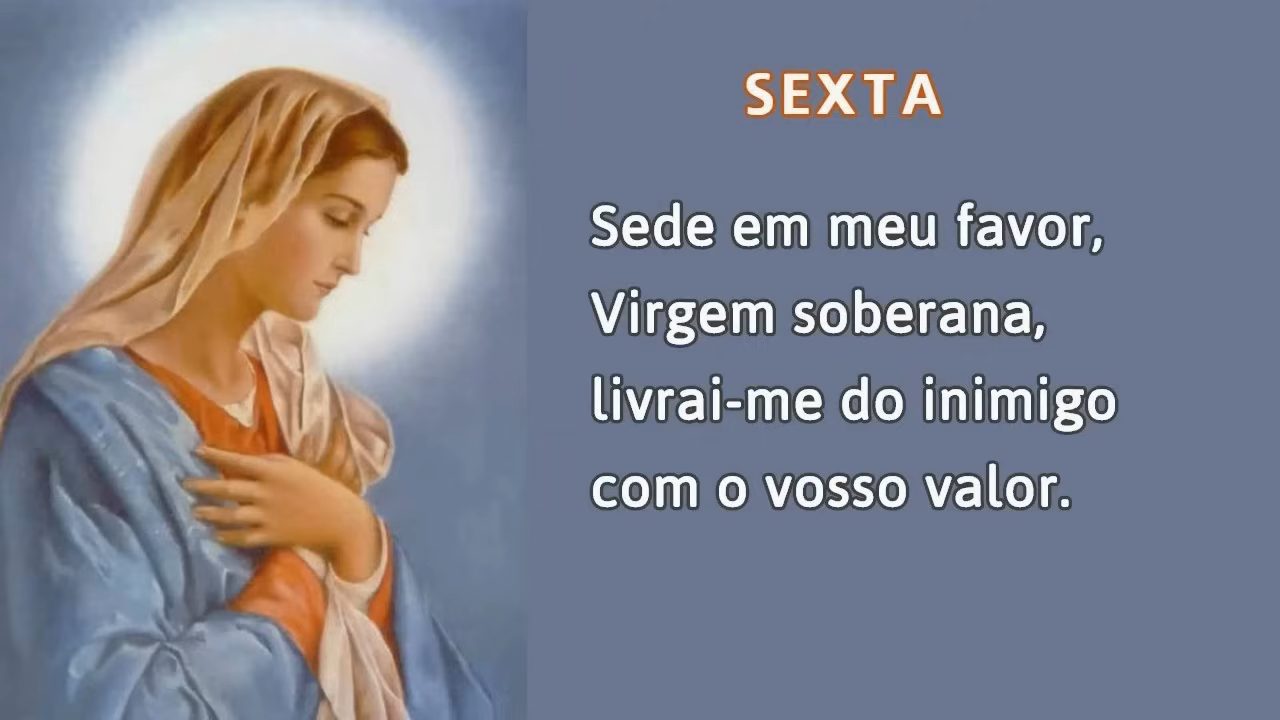 SEXTA
Sede em meu favor,
Virgem soberana,
livrai-me do inimigo
com o vosso valor.